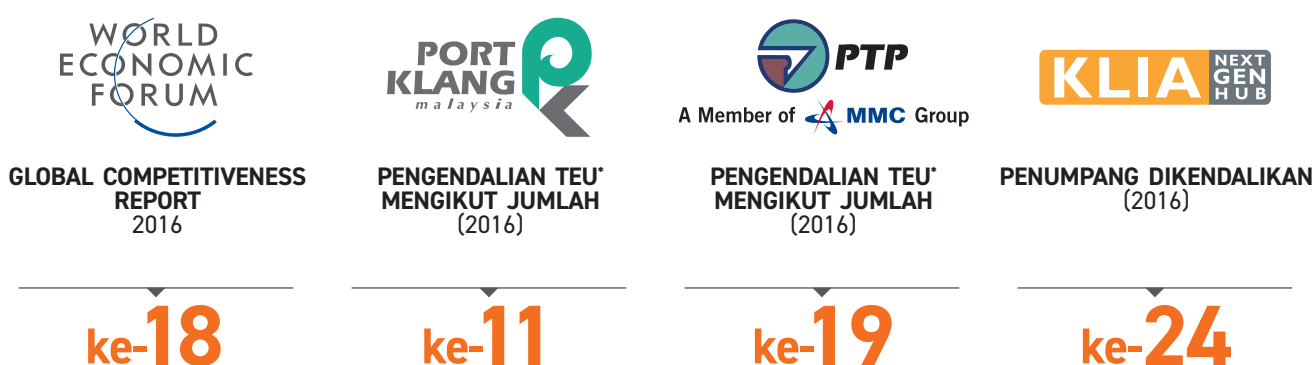 WORLD
ECONOMIC
FORUM
GLOBAL COMPETITIVENESS
REPORT
2016
ke-18
PORT
KLANG
malaysia
PK
PENGENDALIAN TEU*
MENGIKUT JUMLAH
(2016)
ke-11
PTP
A Member of MMC Group
PENGENDALIAN TEU*
MENGIKUT JUMLAH
(2016)
ke-19
KLIA NEXT
GEN
HUB
PENUMPANG DIKENDALIKAN
(2016)
ke-24